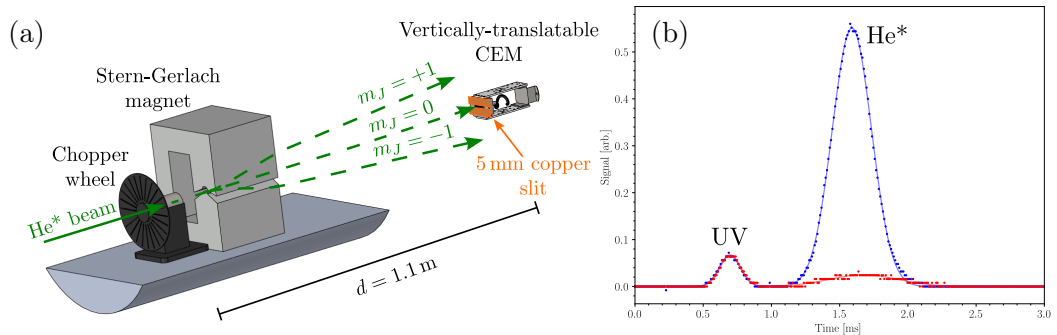 (a)
Vertically-translatable
CEM
Stern-Gerlach
magnet
m_J = +1
m_J = 0
m_J = −1
Chopper
wheel
5 mm copper
slit
He* beam
d = 1.1 m
(b)
He*
UV
Signal [arb.]
0.5
0.4
0.3
0.2
0.1
0.0
0.0 0.5 1.0 1.5 2.0 2.5 3.0
Time [ms]